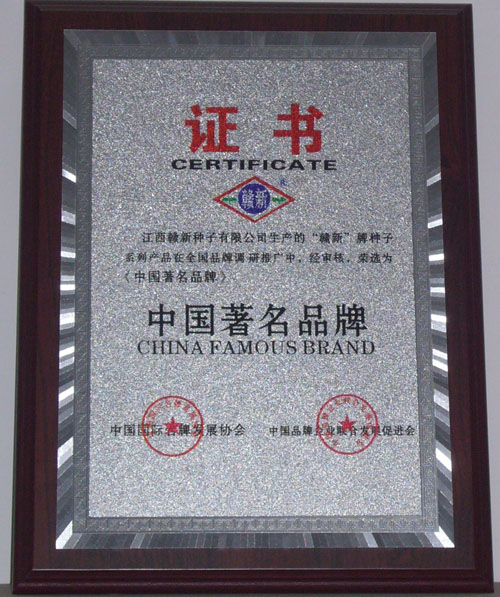 证书
CERTIFICATE
赣新
®
江西赣新种子有限公司生产的“赣新”牌种子
系列产品在全国品牌调研推广中，经审核，荣选为
《中国著名品牌》
中国著名品牌
CHINA FAMOUS BRAND
中国国际名牌发展协会
中国品牌企业联合发展促进会